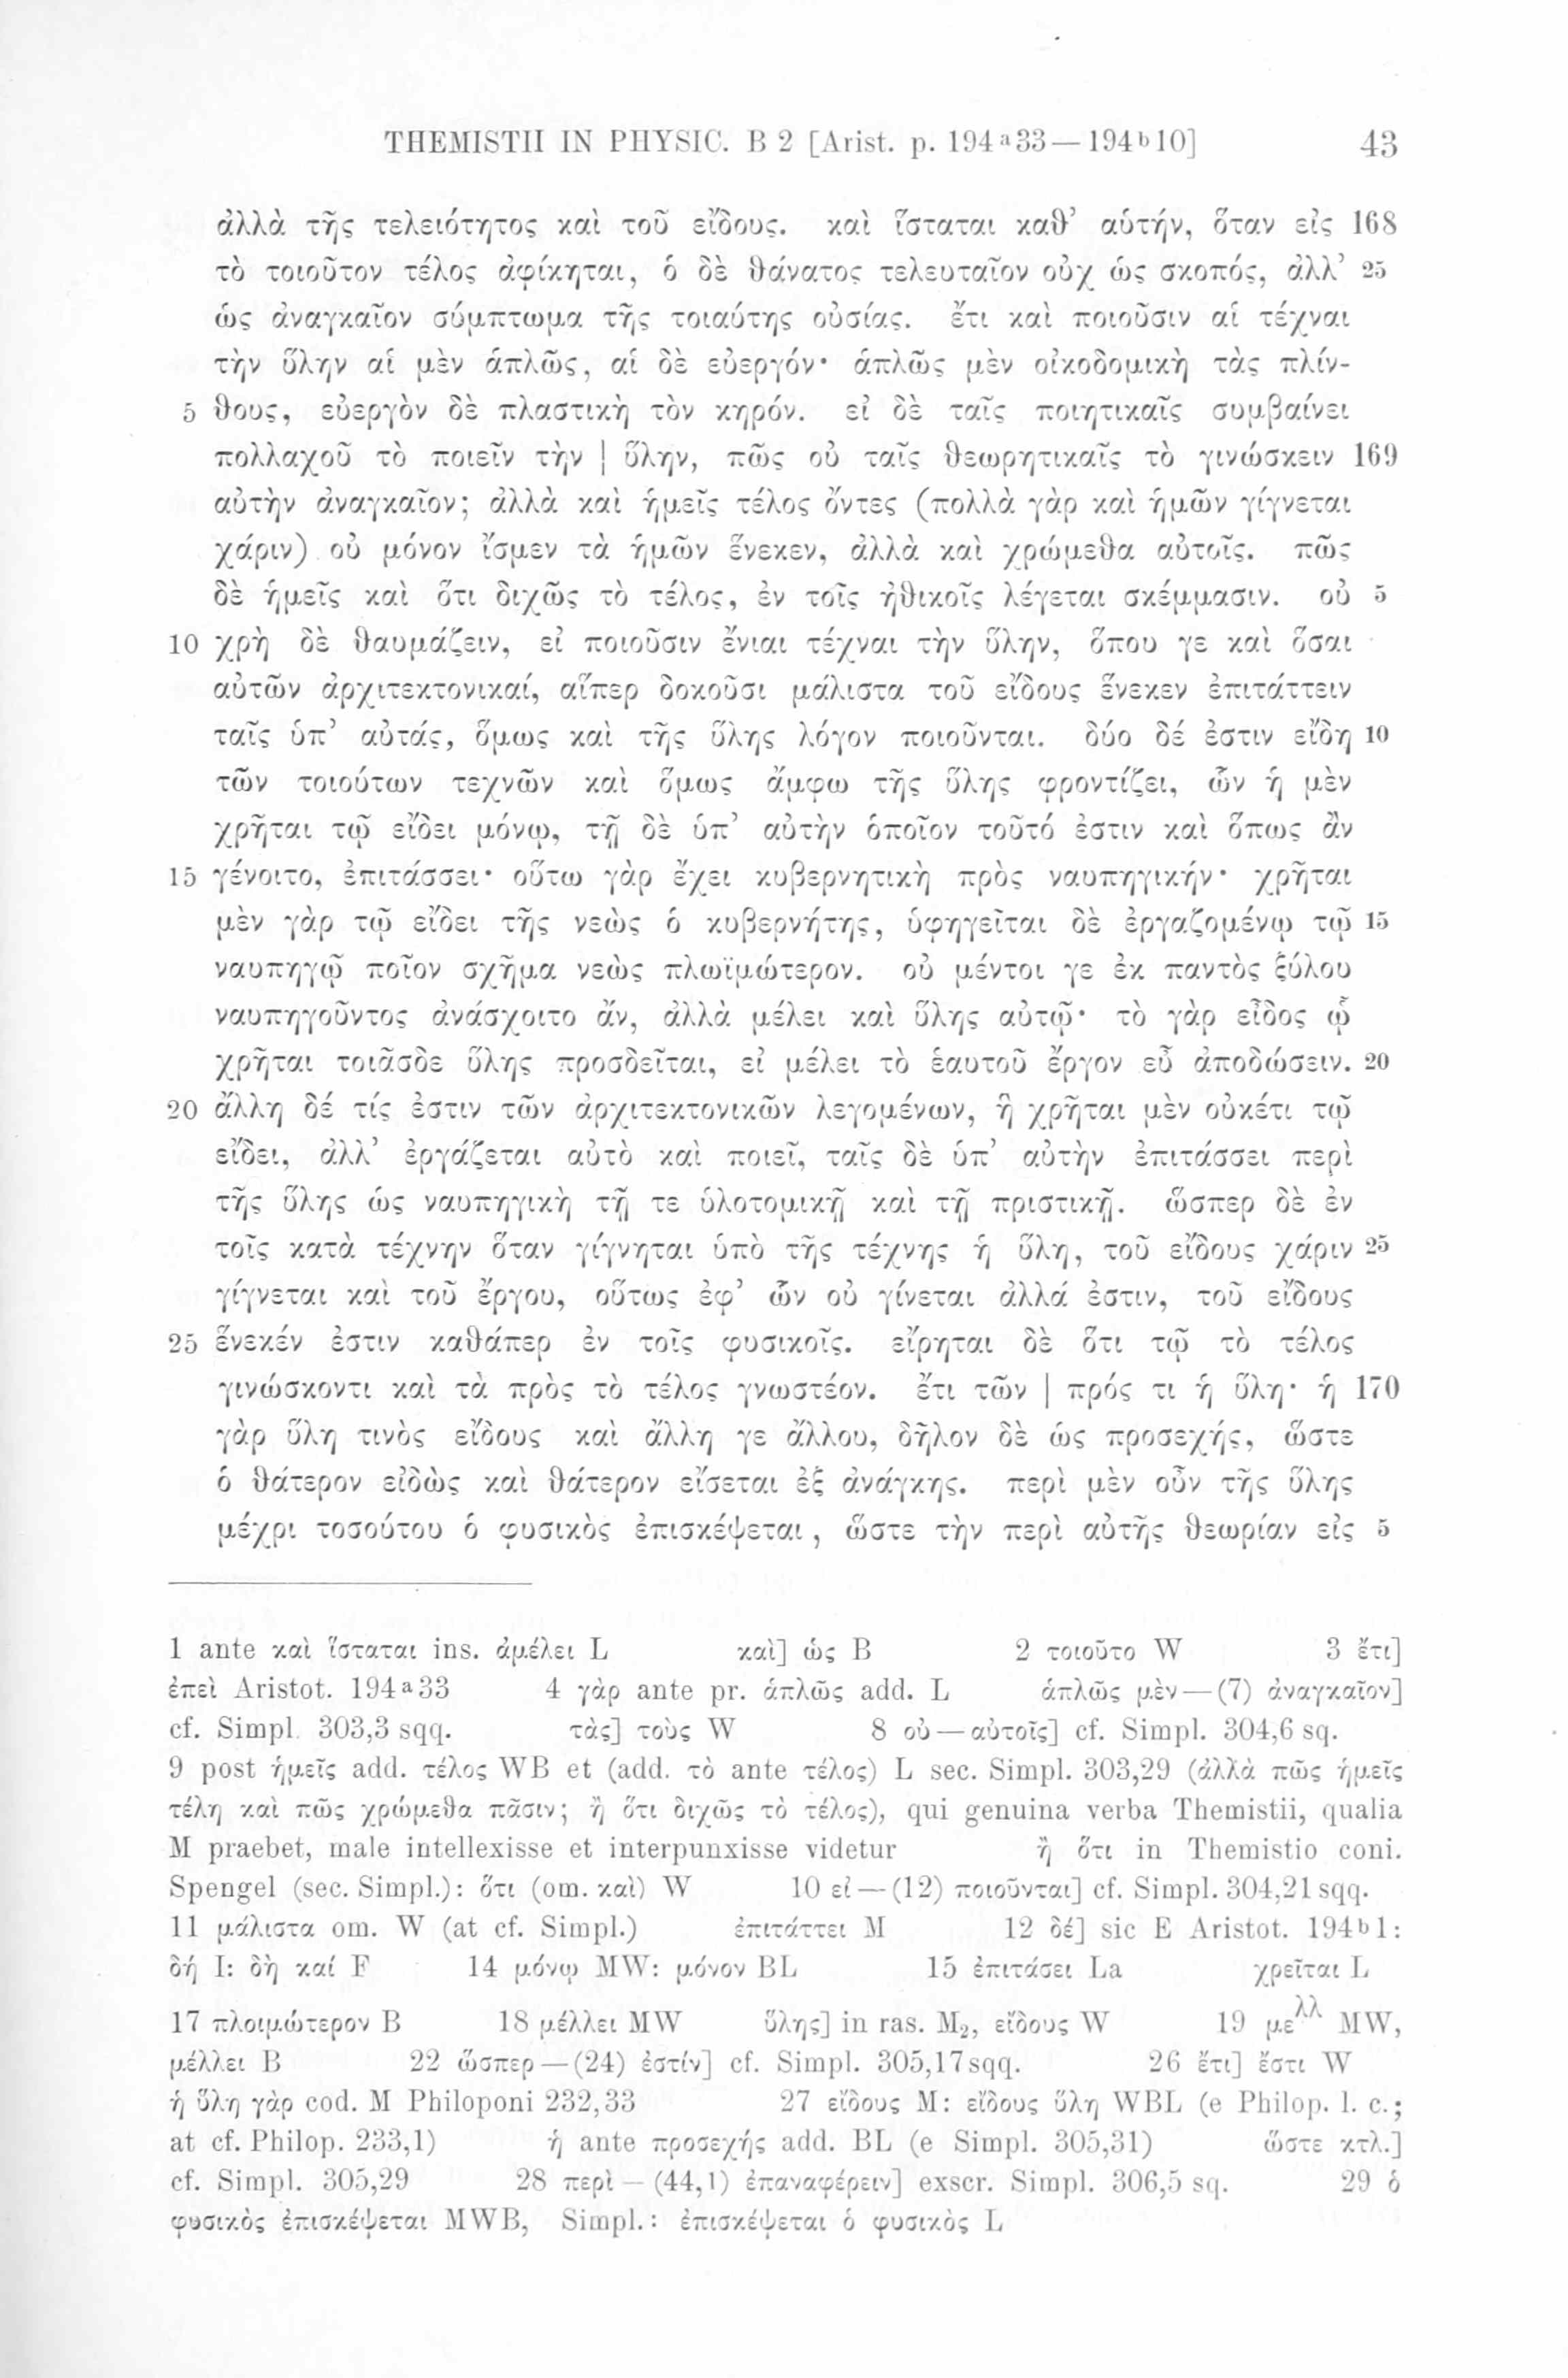 THEMISTII IN PHYSIC. B 2 [Arist. p. 194ᵃ33—194ᵇ10] 43
ἀλλὰ τῆς τελειότητος καὶ τοῦ εἴδους. καὶ ἵσταται καθ’ αὑτήν, ὅταν εἰς 168
τὸ τοιοῦτον τέλος ἀφίκηται, ὁ δὲ θάνατος τελευταῖον οὐχ ὡς σκοπός, ἀλλ’ 25
ὡς ἀναγκαῖον σύμπτωμα τῆς τοιαύτης οὐσίας. ἔτι καὶ ποιοῦσιν αἱ τέχναι
τὴν ὕλην αἱ μὲν ἁπλῶς, αἱ δὲ εὐεργόν· ἁπλῶς μὲν οἰκοδομικὴ τὰς πλίν-
5 θους, εὐεργὸν δὲ πλαστικὴ τὸν κηρόν. εἰ δὲ ταῖς ποιητικαῖς συμβαίνει
πολλαχοῦ τὸ ποιεῖν τὴν | ὕλην, πῶς οὐ ταῖς θεωρητικαῖς τὸ γινώσκειν 169
αὐτὴν ἀναγκαῖον; ἀλλὰ καὶ ἡμεῖς τέλος ὄντες (πολλὰ γὰρ καὶ ἡμῶν γίγνεται
χάριν) οὐ μόνον ἴσμεν τὰ ἡμῶν ἕνεκεν, ἀλλὰ καὶ χρώμεθα αὐτοῖς. πῶς
δὲ ἡμεῖς καὶ ὅτι διχῶς τὸ τέλος, ἐν τοῖς ἠθικοῖς λέγεται σκέμμασιν. οὐ 5
10 χρὴ δὲ θαυμάζειν, εἰ ποιοῦσιν ἔνιαι τέχναι τὴν ὕλην, ὅπου γε καὶ ὅσαι
αὐτῶν ἀρχιτεκτονικαί, αἵπερ δοκοῦσι μάλιστα τοῦ εἴδους ἕνεκεν ἐπιτάττειν
ταῖς ὑπ’ αὐτάς, ὅμως καὶ τῆς ὕλης λόγον ποιοῦνται. δύο δέ ἐστιν εἴδη 10
τῶν τοιούτων τεχνῶν καὶ ὅμως ἄμφω τῆς ὕλης φροντίζει, ὧν ἡ μὲν
χρῆται τῷ εἴδει μόνῳ, τῇ δὲ ὑπ’ αὐτὴν ὁποῖον τοῦτό ἐστιν καὶ ὅπως ἂν
15 γένοιτο, ἐπιτάσσει· οὕτω γὰρ ἔχει κυβερνητικὴ πρὸς ναυπηγικήν· χρῆται
μὲν γὰρ τῷ εἴδει τῆς νεὼς ὁ κυβερνήτης, ὑφηγεῖται δὲ ἐργαζομένῳ τῷ 15
ναυπηγῷ ποῖον σχῆμα νεὼς πλωϊμώτερον. οὐ μέντοι γε ἐκ παντὸς ξύλου
ναυπηγοῦντος ἀνάσχοιτο ἄν, ἀλλὰ μέλει καὶ ὕλης αὐτῷ· τὸ γὰρ εἶδος ᾧ
χρῆται τοιᾶσδε ὕλης προσδεῖται, εἰ μέλει τὸ ἑαυτοῦ ἔργον εὖ ἀποδώσειν. 20
20 ἄλλη δέ τίς ἐστιν τῶν ἀρχιτεκτονικῶν λεγομένων, ἣ χρῆται μὲν οὐκέτι τῷ
εἴδει, ἀλλ’ ἐργάζεται αὐτὸ καὶ ποιεῖ, ταῖς δὲ ὑπ’ αὐτὴν ἐπιτάσσει περὶ
τῆς ὕλης ὡς ναυπηγικὴ τῇ τε ὑλοτομικῇ καὶ τῇ πριστικῇ. ὥσπερ δὲ ἐν
τοῖς κατὰ τέχνην ὅταν γίγνηται ὑπὸ τῆς τέχνης ἡ ὕλη, τοῦ εἴδους χάριν 25
γίγνεται καὶ τοῦ ἔργου, οὕτως ἐφ’ ὧν οὐ γίνεται ἀλλά ἐστιν, τοῦ εἴδους
25 ἕνεκέν ἐστιν καθάπερ ἐν τοῖς φυσικοῖς. εἴρηται δὲ ὅτι τῷ τὸ τέλος
γινώσκοντι καὶ τὰ πρὸς τὸ τέλος γνωστέον. ἔτι τῶν | πρός τι ἡ ὕλη· ἡ 170
γὰρ ὕλη τινὸς εἴδους καὶ ἄλλη γε ἄλλου, δῆλον δὲ ὡς προσεχής, ὥστε
ὁ θάτερον εἰδὼς καὶ θάτερον εἴσεται ἐξ ἀνάγκης. περὶ μὲν οὖν τῆς ὕλης
μέχρι τοσούτου ὁ φυσικὸς ἐπισκέψεται, ὥστε τὴν περὶ αὐτῆς θεωρίαν εἰς 5
1 ante καὶ ἵσταται ins. ἀμέλει L καὶ] ὡς B 2 τοιοῦτο W 3 ἔτι]
ἐπεὶ Aristot. 194ᵃ33 4 γὰρ ante pr. ἁπλῶς add. L ἁπλῶς μὲν—(7) ἀναγκαῖον]
cf. Simpl. 303,3 sqq. τὰς] τοὺς W 8 οὐ—αὐτοῖς] cf. Simpl. 304,6 sq.
9 post ἡμεῖς add. τέλος WB et (add. τὸ ante τέλος) L sec. Simpl. 303,29 (ἀλλὰ πῶς ἡμεῖς
τέλη καὶ πῶς χρώμεθα πᾶσιν; ἢ ὅτι διχῶς τὸ τέλος), qui genuina verba Themistii, qualia
M praebet, male intellexisse et interpunxisse videtur ἢ ὅτι in Themistio coni.
Spengel (sec. Simpl.): ὅτι (om. καὶ) W 10 εἰ—(12) ποιοῦνται] cf. Simpl. 304,21 sqq.
11 μάλιστα om. W (at cf. Simpl.) ἐπιτάττει M 12 δέ] sic E Aristot. 194ᵇ1:
δή I: δὴ καί F 14 μόνῳ MW: μόνον BL 15 ἐπιτάσει La χρεῖται L
17 πλοιμώτερον B 18 μέλλει MW ὕλης] in ras. M₂, εἴδους W 19 με^λλ MW,
μέλλει B 22 ὥσπερ—(24) ἐστίν] cf. Simpl. 305,17 sqq. 26 ἔτι] ἔστι W
ἡ ὕλη γὰρ cod. M Philoponi 232,33 27 εἴδους M: εἴδους ὕλη WBL (e Philop. l. c.;
at cf. Philop. 233,1) ἡ ante προσεχής add. BL (e Simpl. 305,31) ὥστε κτλ.]
cf. Simpl. 305,29 28 περὶ — (44,1) ἐπαναφέρειν] exscr. Simpl. 306,5 sq. 29 ὁ
φυσικὸς ἐπισκέψεται MWB, Simpl.: ἐπισκέψεται ὁ φυσικὸς L